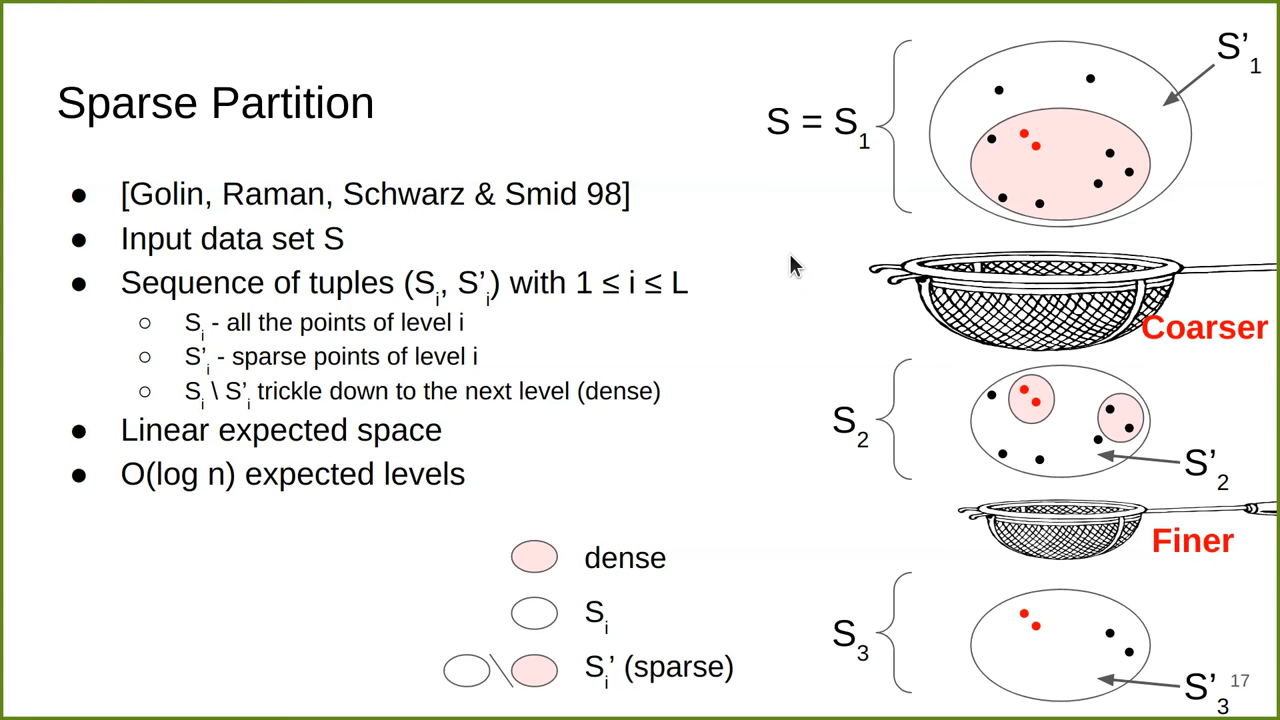 Sparse Partition
● [Golin, Raman, Schwarz & Smid 98]
● Input data set S
● Sequence of tuples (Si, S’i) with 1 ≤ i ≤ L
○ Si - all the points of level i
○ S’i - sparse points of level i
○ Si \ S’i trickle down to the next level (dense)
● Linear expected space
● O(log n) expected levels
dense
Si
Si’ (sparse)
S’1
S = S1
Coarser
S2
S’2
Finer
S3
S’3
17